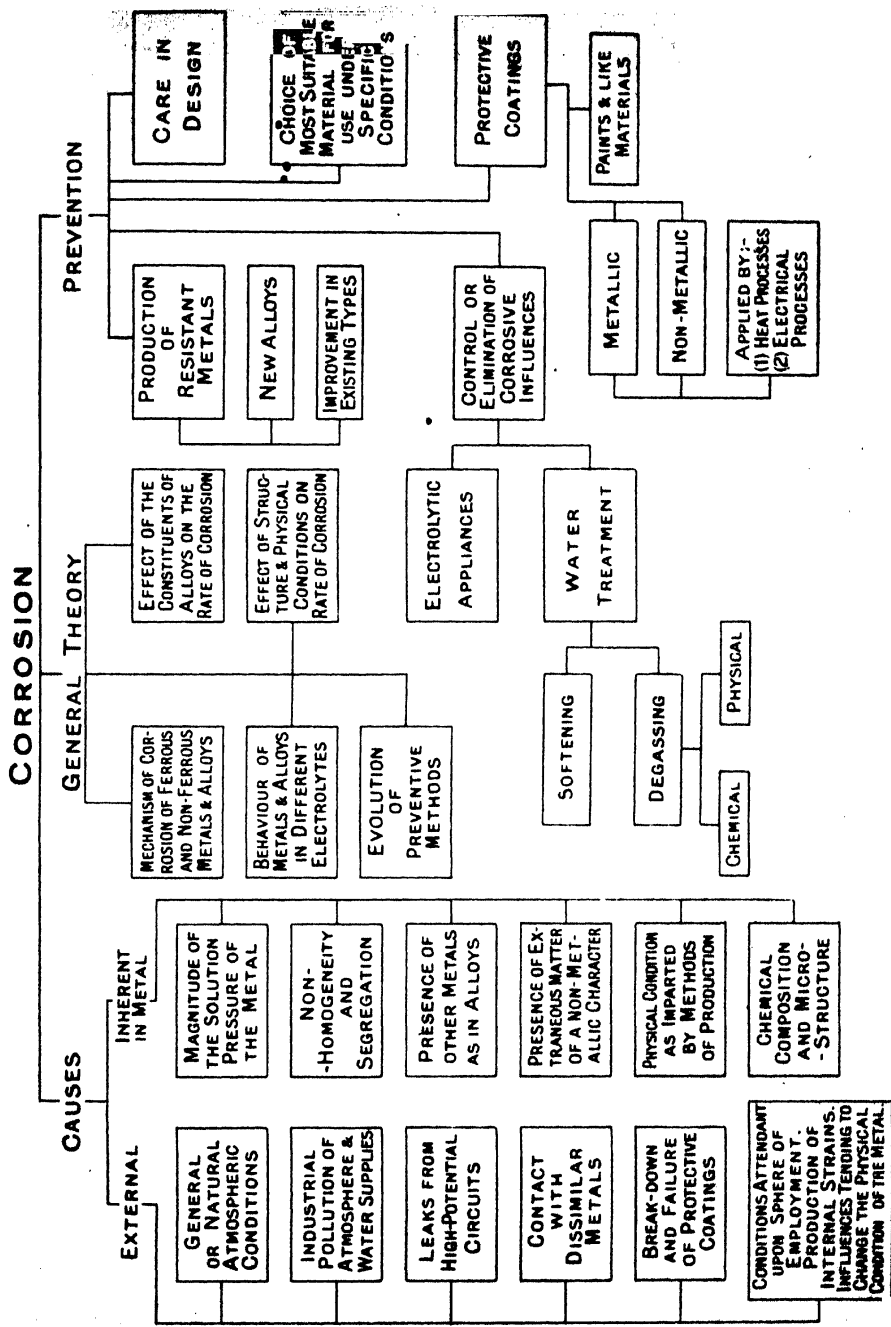 CORROSION
CAUSES
GENERAL THEORY
PREVENTION
EXTERNAL
INHERENT
IN METAL
GENERAL
OR NATURAL
ATMOSPHERIC
CONDITIONS
INDUSTRIAL
POLLUTION OF
ATMOSPHERE &
WATER SUPPLIES
LEAKS FROM
HIGH-POTENTIAL
CIRCUITS
CONTACT
WITH
DISSIMILAR
METALS
BREAK-DOWN
AND FAILURE
OF PROTECTIVE
COATINGS
CONDITIONS ATTENDANT
UPON SPHERE OF
EMPLOYMENT.
PRODUCTION OF
INTERNAL STRAINS.
INFLUENCES TENDING TO
CHANGE THE PHYSICAL
CONDITION OF THE METAL.
MAGNITUDE OF
THE SOLUTION
PRESSURE OF
THE METAL
NON-
-HOMOGENEITY
AND
SEGREGATION
PRESENCE OF
OTHER METALS
AS IN ALLOYS
PRESENCE OF EX-
TRANEOUS MATTER
OF A NON-MET-
ALLIC CHARACTER
PHYSICAL CONDITION
AS IMPARTED
BY METHODS
OF PRODUCTION
CHEMICAL
COMPOSITION
AND MICRO-
-STRUCTURE
MECHANISM OF COR-
ROSION OF FERROUS
AND NON-FERROUS
METALS & ALLOYS
BEHAVIOUR OF
METALS & ALLOYS
IN DIFFERENT
ELECTROLYTES
EVOLUTION
OF
PREVENTIVE
METHODS
EFFECT OF THE
CONSTITUENTS OF
ALLOYS ON THE
RATE OF CORROSION
EFFECT OF STRUC-
TURE & PHYSICAL
CONDITIONS ON
RATE OF CORROSION
PRODUCTION
OF
RESISTANT
METALS
NEW ALLOYS
IMPROVEMENT IN
EXISTING TYPES
CONTROL OR
ELIMINATION OF
CORROSIVE
INFLUENCES
ELECTROLYTIC
APPLIANCES
WATER
TREATMENT
SOFTENING
DEGASSING
CHEMICAL
PHYSICAL
CARE IN
DESIGN
CHOICE OF
MOST SUITABLE
MATERIAL FOR
USE UNDER
SPECIFIC
CONDITIONS
PROTECTIVE
COATINGS
METALLIC
NON-METALLIC
APPLIED BY:-
(1) HEAT PROCESSES
(2) ELECTRICAL
PROCESSES
PAINTS & LIKE
MATERIALS